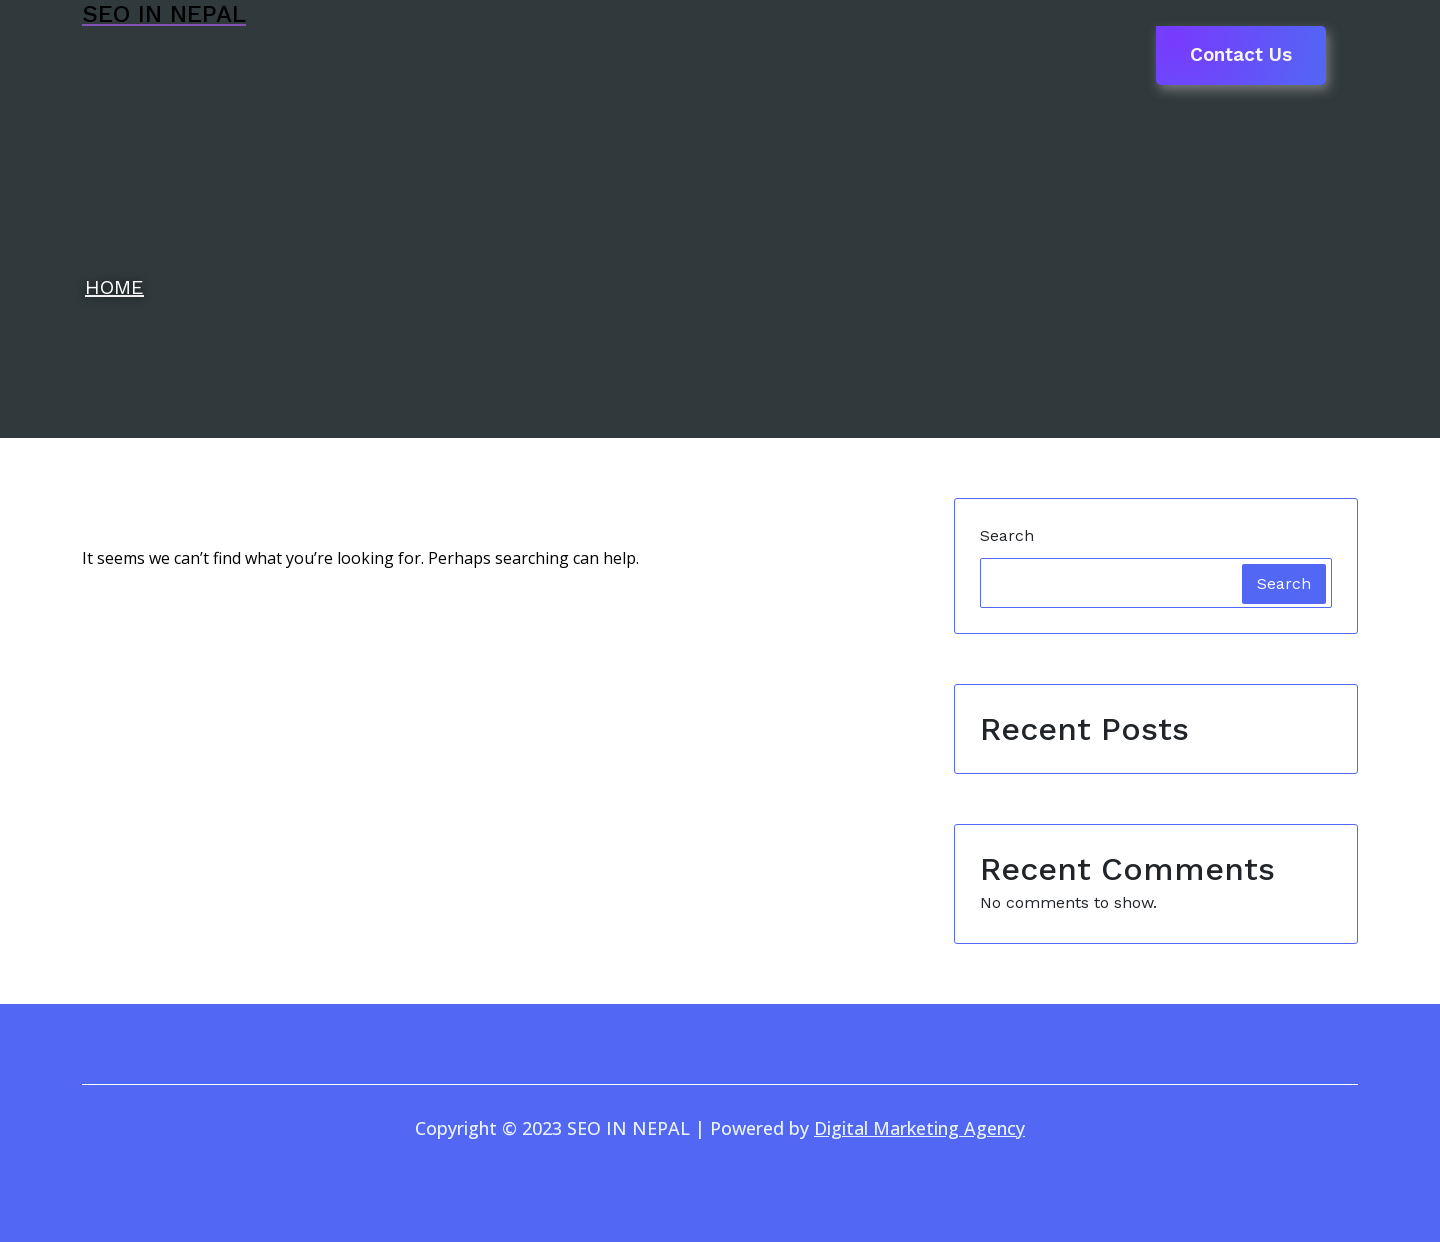 SEO IN NEPAL
Contact Us
HOME
It seems we can’t find what you’re looking for. Perhaps searching can help.
Search
Search
Recent Posts
Recent Comments
No comments to show.
Copyright © 2023 SEO IN NEPAL | Powered by Digital Marketing Agency